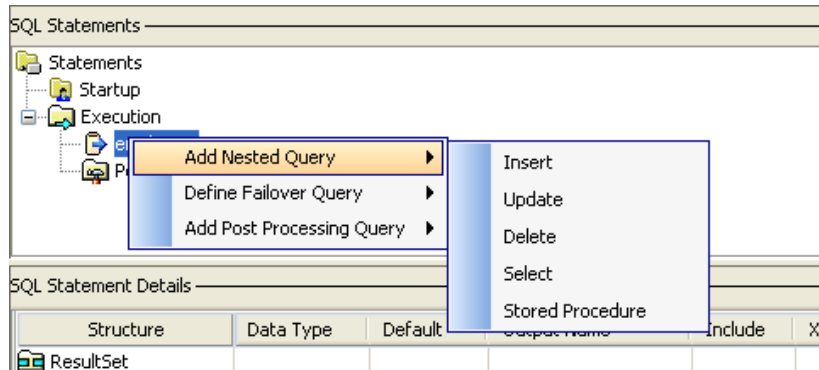 SQL Statements
Statements
Startup
Execution
Add Nested Query
Define Failover Query
Add Post Processing Query
Insert
Update
Delete
Select
Stored Procedure
SQL Statement Details
Structure Data Type Default Include X
ResultSet